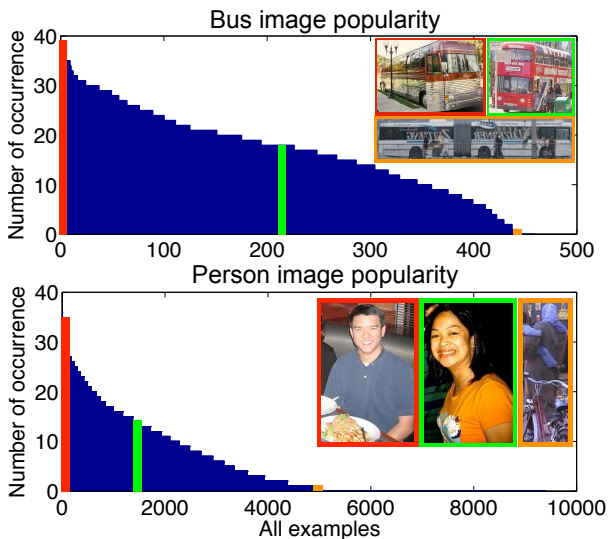 Bus image popularity
Number of occurrence
40
30
20
10
0
0 100 200 300 400 500
Person image popularity
Number of occurrence
40
30
20
10
0
0 2000 4000 6000 8000 10000
All examples